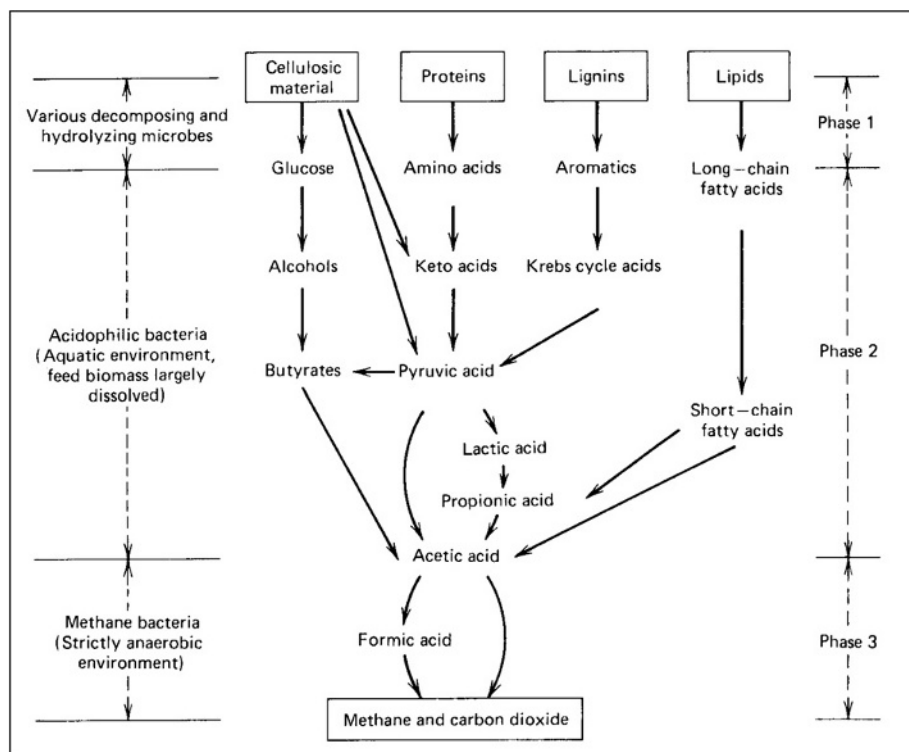 Cellulosic
material
Proteins
Lignins
Lipids
Various decomposing and
hydrolyzing microbes
Phase 1
Glucose
Amino acids
Aromatics
Long-chain
fatty acids
Alcohols
Keto acids
Krebs cycle acids
Acidophilic bacteria
(Aquatic environment,
feed biomass largely
dissolved)
Phase 2
Butyrates
Pyruvic acid
Short-chain
fatty acids
Lactic acid
Propionic acid
Acetic acid
Methane bacteria
(Strictly anaerobic
environment)
Formic acid
Phase 3
Methane and carbon dioxide